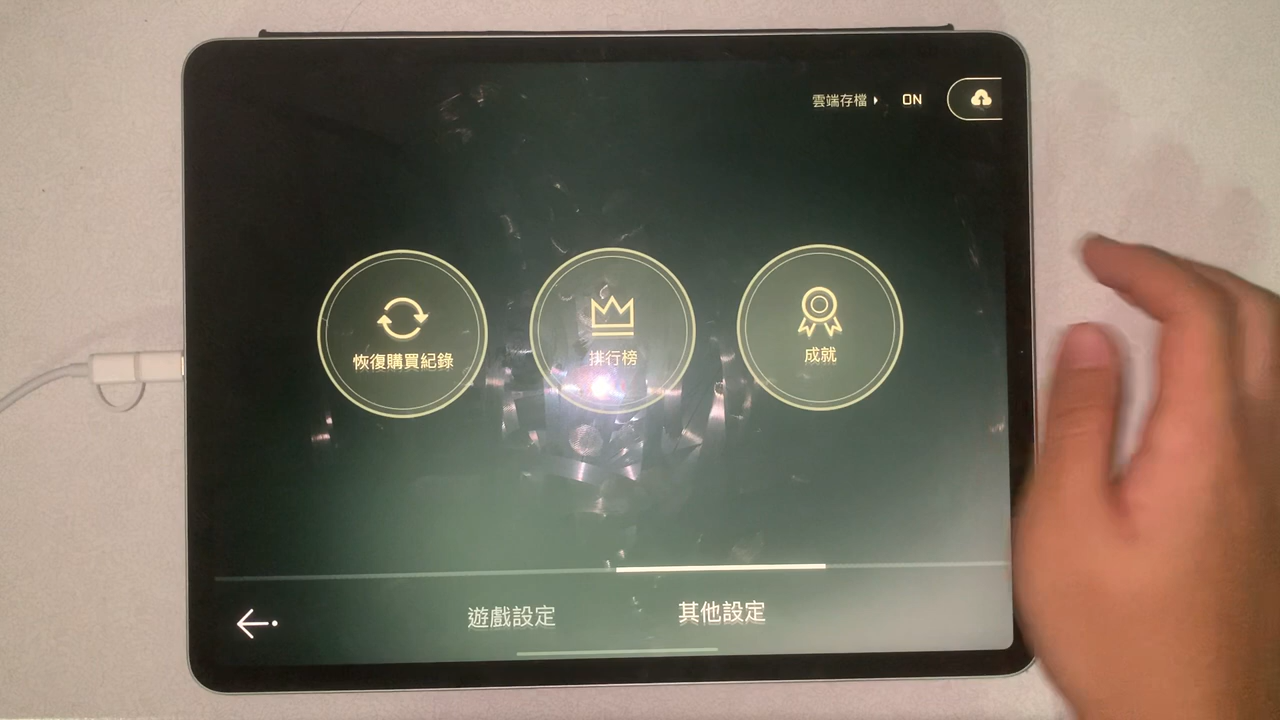 雲端存檔 ON
恢復購買紀錄
排行榜
成就
遊戲設定
其他設定